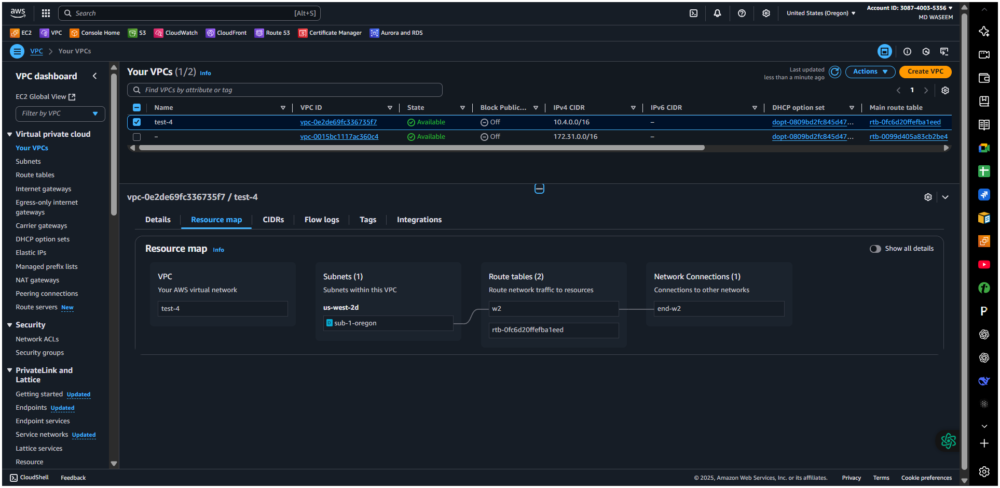 aws
Search [Alt+S]
United States (Oregon)
Account ID: 3087-4003-5356
MD WASEEM
EC2 VPC Console Home S3 CloudWatch CloudFront Route 53 Certificate Manager Aurora and RDS
VPC > Your VPCs
VPC dashboard
EC2 Global View
Filter by VPC
Virtual private cloud
Your VPCs
Subnets
Route tables
Internet gateways
Egress-only internet
gateways
Carrier gateways
DHCP option sets
Elastic IPs
Managed prefix lists
NAT gateways
Peering connections
Route servers New
Security
Network ACLs
Security groups
PrivateLink and
Lattice
Getting started Updated
Endpoints Updated
Endpoint services
Service networks Updated
Lattice services
Resource
Your VPCs (1/2) Info
Last updated
less than a minute ago
Actions
Create VPC
Find VPCs by attribute or tag
1
Name VPC ID State Block Public... IPv4 CIDR IPv6 CIDR DHCP option set Main route table
test-4 vpc-0e2de69fc336735f7 Available Off 10.4.0.0/16 – dopt-0809bd2fc845d47... rtb-0fc6d20ffefba1eed
– vpc-0015bc1117ac360c4 Available Off 172.31.0.0/16 – dopt-0809bd2fc845d47... rtb-0099d405a83cb2be4
vpc-0e2de69fc336735f7 / test-4
Details Resource map CIDRs Flow logs Tags Integrations
Resource map Info
Show all details
VPC
Your AWS virtual network
test-4
Subnets (1)
Subnets within this VPC
us-west-2d
D sub-1-oregon
Route tables (2)
Route network traffic to resources
w2
rtb-0fc6d20ffefba1eed
Network Connections (1)
Connections to other networks
end-w2
P
CloudShell Feedback
© 2025, Amazon Web Services, Inc. or its affiliates. Privacy Terms Cookie preferences